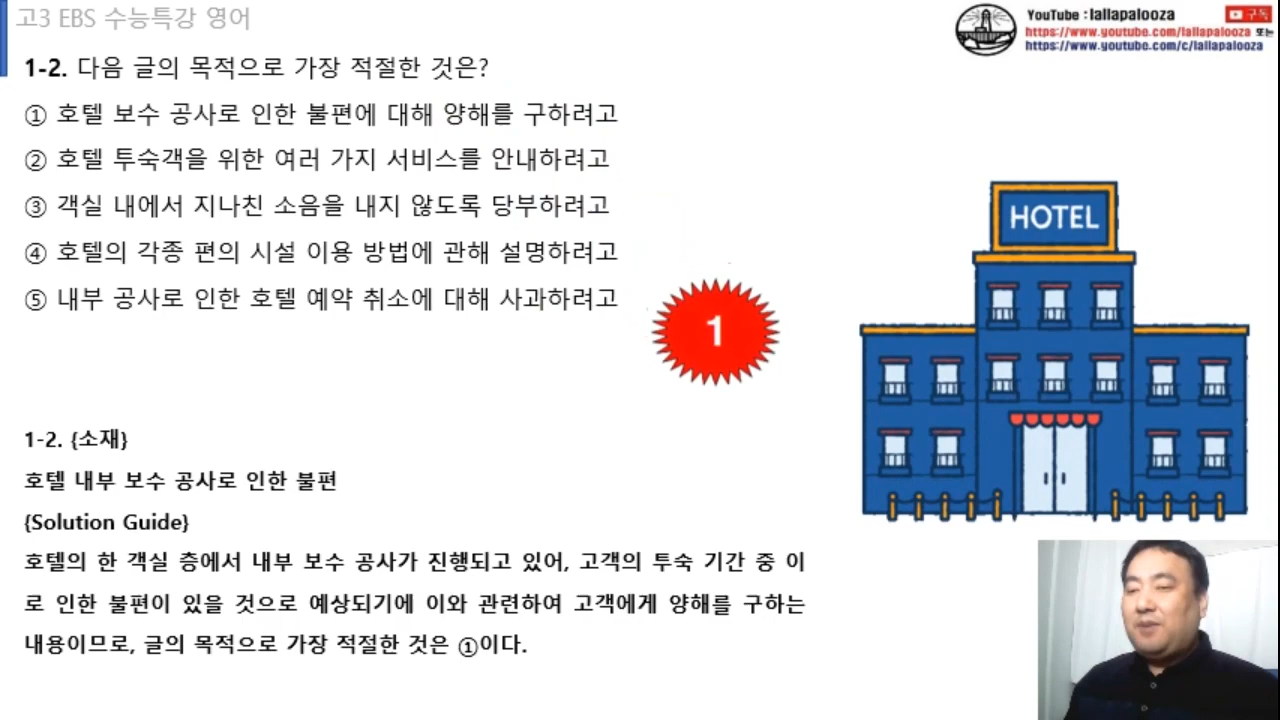 고3 EBS 수능특강 영어
YouTube : lallapalooza
구독
https://www.youtube.com/lallapalooza 또는
https://www.youtube.com/c/lallapalooza
1-2. 다음 글의 목적으로 가장 적절한 것은?
① 호텔 보수 공사로 인한 불편에 대해 양해를 구하려고
② 호텔 투숙객을 위한 여러 가지 서비스를 안내하려고
③ 객실 내에서 지나친 소음을 내지 않도록 당부하려고
④ 호텔의 각종 편의 시설 이용 방법에 관해 설명하려고
⑤ 내부 공사로 인한 호텔 예약 취소에 대해 사과하려고
1
HOTEL
1-2. {소재}
호텔 내부 보수 공사로 인한 불편
{Solution Guide}
호텔의 한 객실 층에서 내부 보수 공사가 진행되고 있어, 고객의 투숙 기간 중 이
로 인한 불편이 있을 것으로 예상되기에 이와 관련하여 고객에게 양해를 구하는
내용이므로, 글의 목적으로 가장 적절한 것은 ①이다.